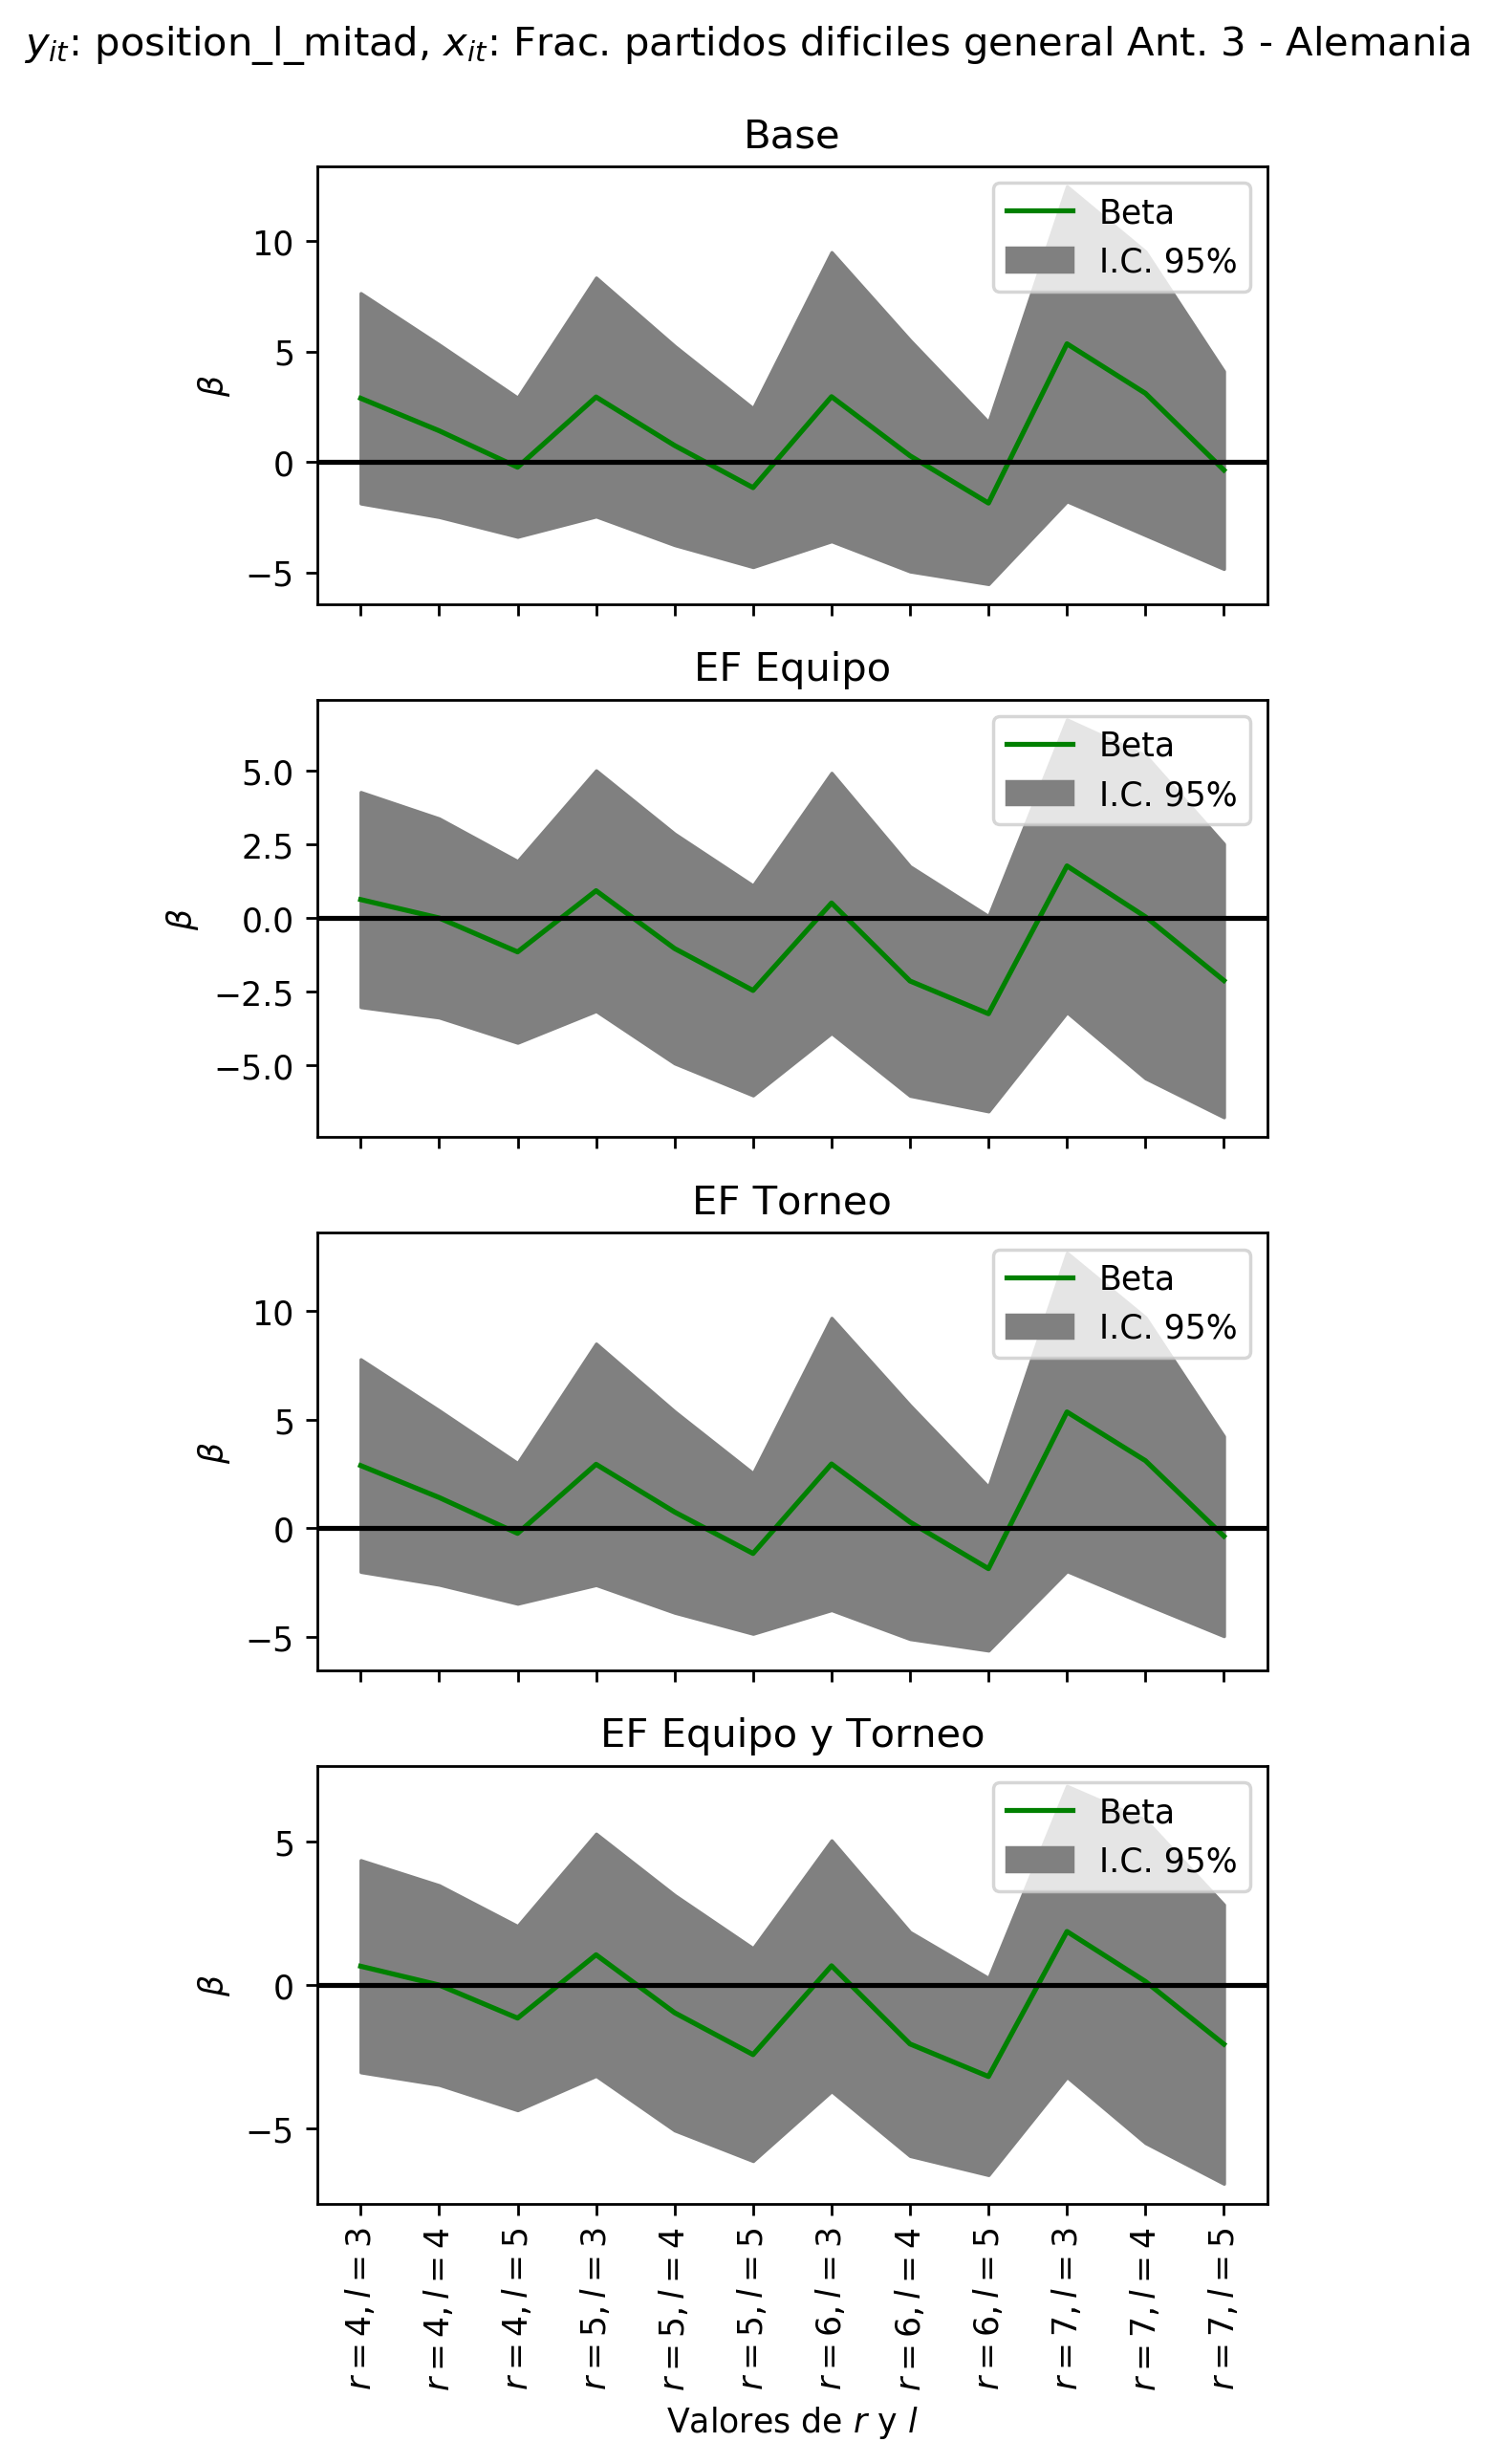 y_it: position_l_mitad, x_it: Frac. partidos dificiles general Ant. 3 - Alemania
Base
Beta
I.C. 95%
10
5
0
−5
β
EF Equipo
Beta
I.C. 95%
5.0
2.5
0.0
−2.5
−5.0
β
EF Torneo
Beta
I.C. 95%
10
5
0
−5
β
EF Equipo y Torneo
Beta
I.C. 95%
5
0
−5
β
r = 4, l = 3
r = 4, l = 4
r = 4, l = 5
r = 5, l = 3
r = 5, l = 4
r = 5, l = 5
r = 6, l = 3
r = 6, l = 4
r = 6, l = 5
r = 7, l = 3
r = 7, l = 4
r = 7, l = 5
Valores de r y l